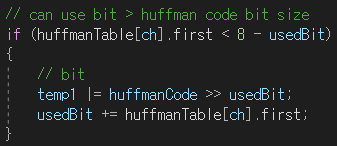 // can use bit > huffman code bit size
if (huffmanTable[ch].first < 8 - usedBit)
{
// bit
temp1 |= huffmanCode >> usedBit;
usedBit += huffmanTable[ch].first;
}